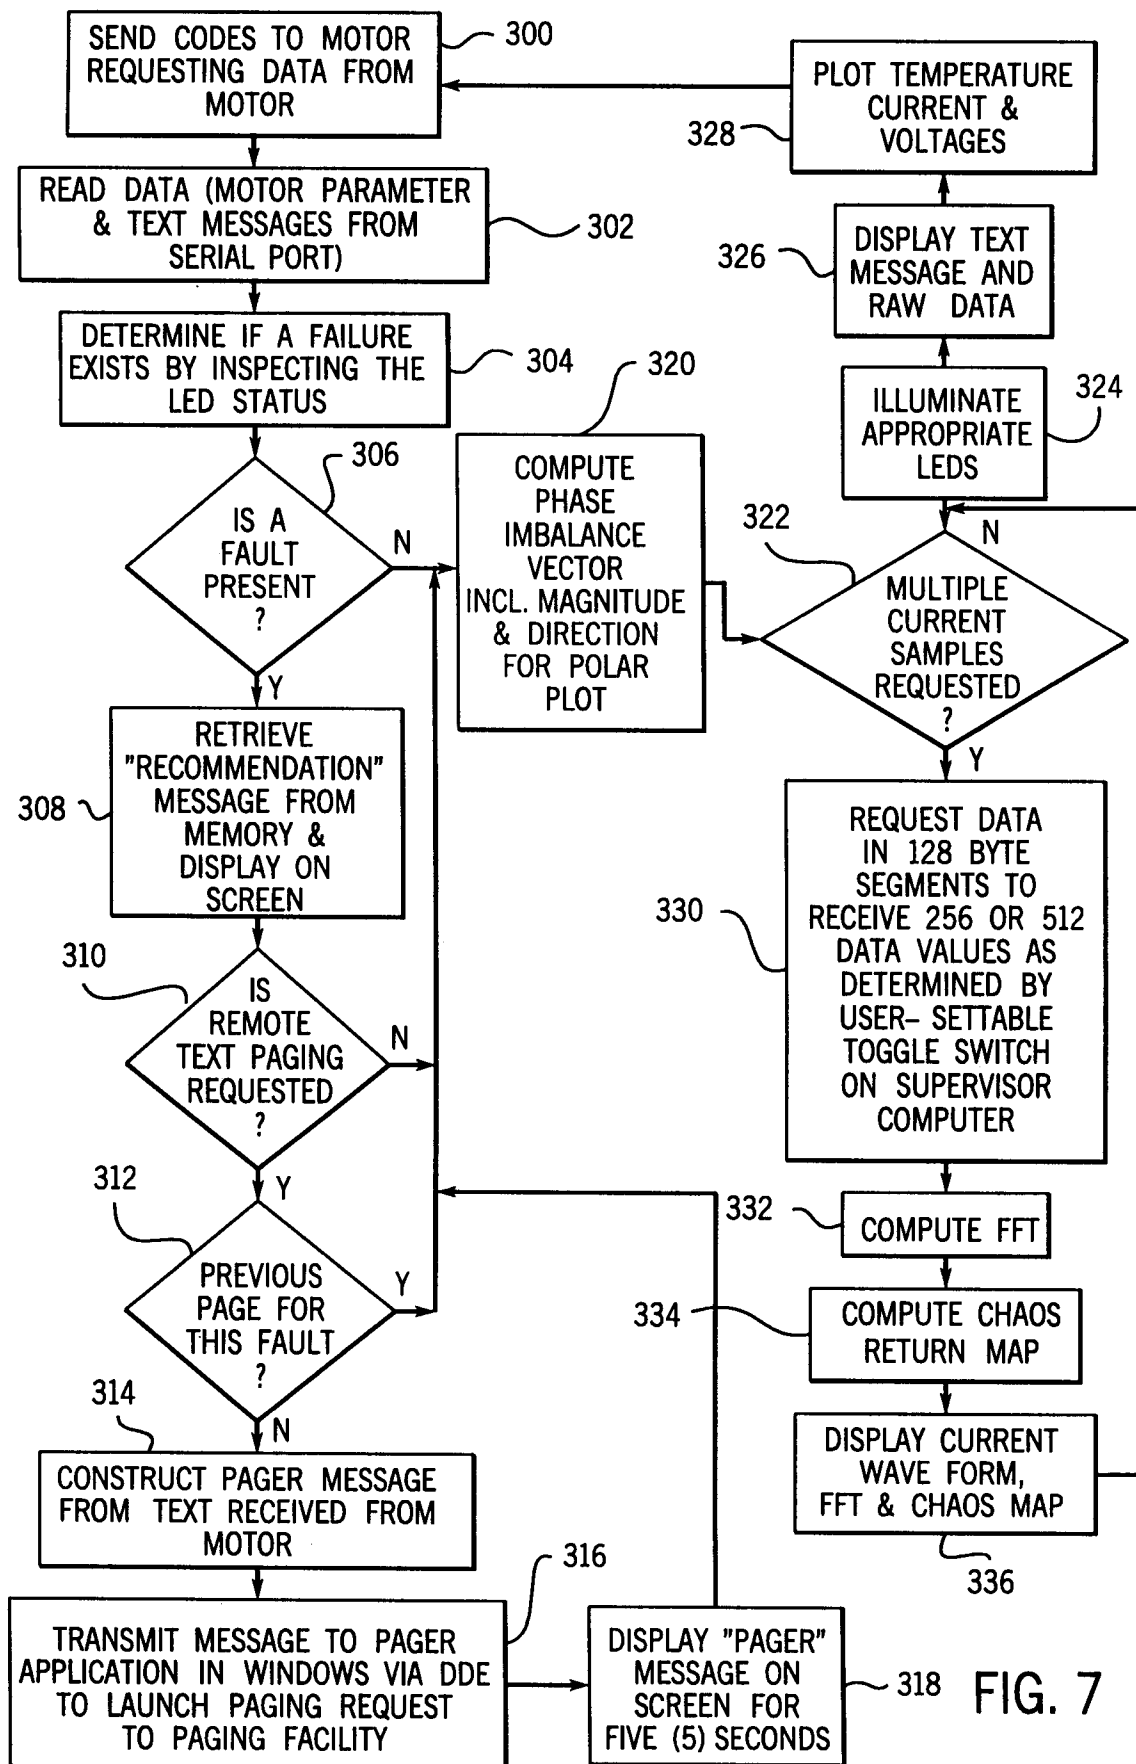 SEND CODES TO MOTOR
REQUESTING DATA FROM
MOTOR
300
READ DATA (MOTOR PARAMETER
& TEXT MESSAGES FROM
SERIAL PORT)
302
DETERMINE IF A FAILURE
EXISTS BY INSPECTING THE
LED STATUS
304
IS A
FAULT
PRESENT
?
306
N
Y
RETRIEVE
"RECOMMENDATION"
MESSAGE FROM
MEMORY &
DISPLAY ON
SCREEN
308
IS
REMOTE
TEXT PAGING
REQUESTED
?
310
N
Y
PREVIOUS
PAGE FOR
THIS FAULT
?
312
Y
N
CONSTRUCT PAGER MESSAGE
FROM TEXT RECEIVED FROM
MOTOR
314
TRANSMIT MESSAGE TO PAGER
APPLICATION IN WINDOWS VIA DDE
TO LAUNCH PAGING REQUEST
TO PAGING FACILITY
316
DISPLAY "PAGER"
MESSAGE ON
SCREEN FOR
FIVE (5) SECONDS
318
COMPUTE
PHASE
IMBALANCE
VECTOR
INCL. MAGNITUDE
& DIRECTION
FOR POLAR
PLOT
320
MULTIPLE
CURRENT
SAMPLES
REQUESTED
?
322
N
Y
ILLUMINATE
APPROPRIATE
LEDS
324
DISPLAY TEXT
MESSAGE AND
RAW DATA
326
PLOT TEMPERATURE
CURRENT &
VOLTAGES
328
REQUEST DATA
IN 128 BYTE
SEGMENTS TO
RECEIVE 256 OR 512
DATA VALUES AS
DETERMINED BY
USER- SETTABLE
TOGGLE SWITCH
ON SUPERVISOR
COMPUTER
330
COMPUTE FFT
332
COMPUTE CHAOS
RETURN MAP
334
DISPLAY CURRENT
WAVE FORM,
FFT & CHAOS MAP
336
FIG. 7